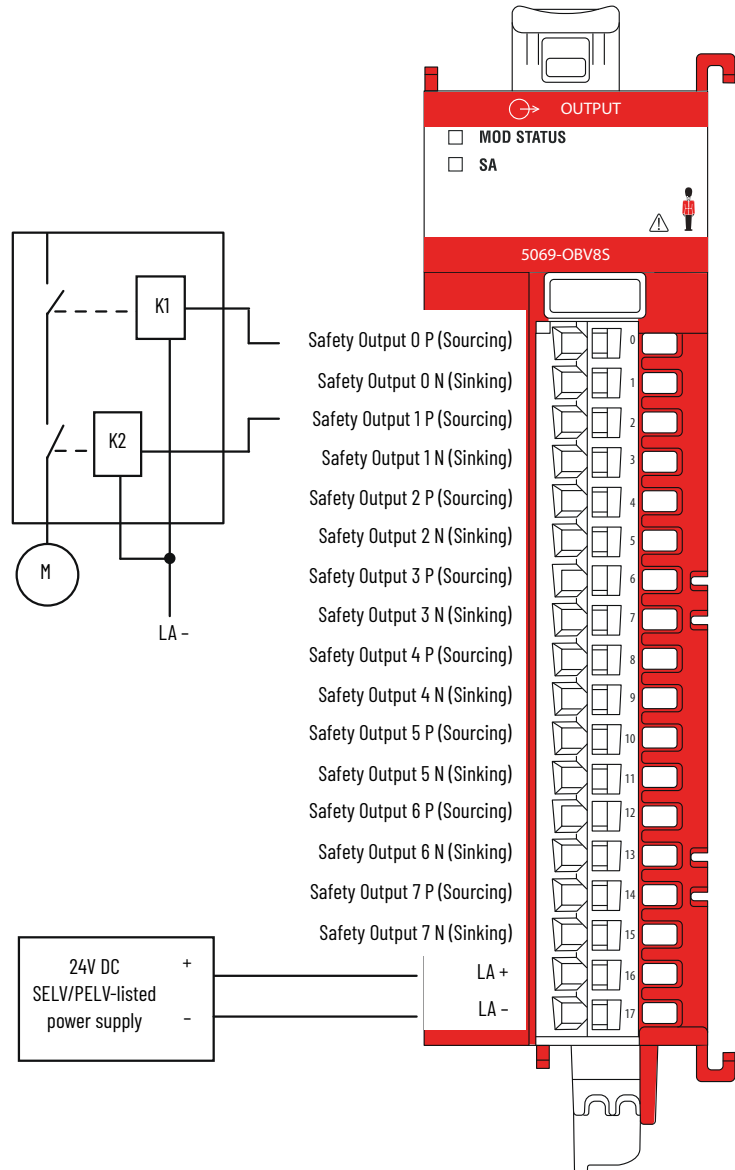 OUTPUT
MOD STATUS
SA
5069-OBV8S
K1
K2
M
LA -
Safety Output 0 P (Sourcing)
0
Safety Output 0 N (Sinking)
1
Safety Output 1 P (Sourcing)
2
Safety Output 1 N (Sinking)
3
Safety Output 2 P (Sourcing)
4
Safety Output 2 N (Sinking)
5
Safety Output 3 P (Sourcing)
6
Safety Output 3 N (Sinking)
7
Safety Output 4 P (Sourcing)
8
Safety Output 4 N (Sinking)
9
Safety Output 5 P (Sourcing)
10
Safety Output 5 N (Sinking)
11
Safety Output 6 P (Sourcing)
12
Safety Output 6 N (Sinking)
13
Safety Output 7 P (Sourcing)
14
Safety Output 7 N (Sinking)
15
LA +
16
LA -
17
24V DC +
SELV/PELV-listed
power supply -